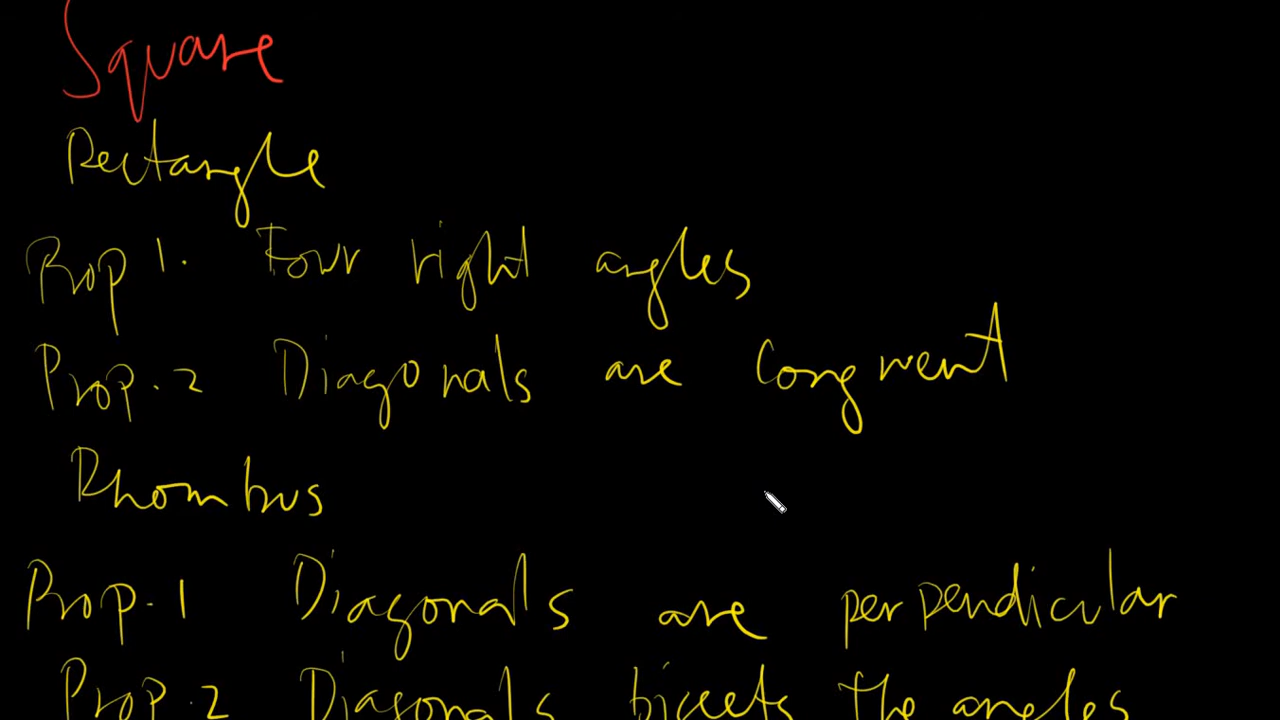 Square
Rectangle
Prop 1. Four right angles
Prop. 2 Diagonals are congruent
Rhombus
Prop. 1 Diagonals are perpendicular
Prop. 2 Diagonals bisects the angles